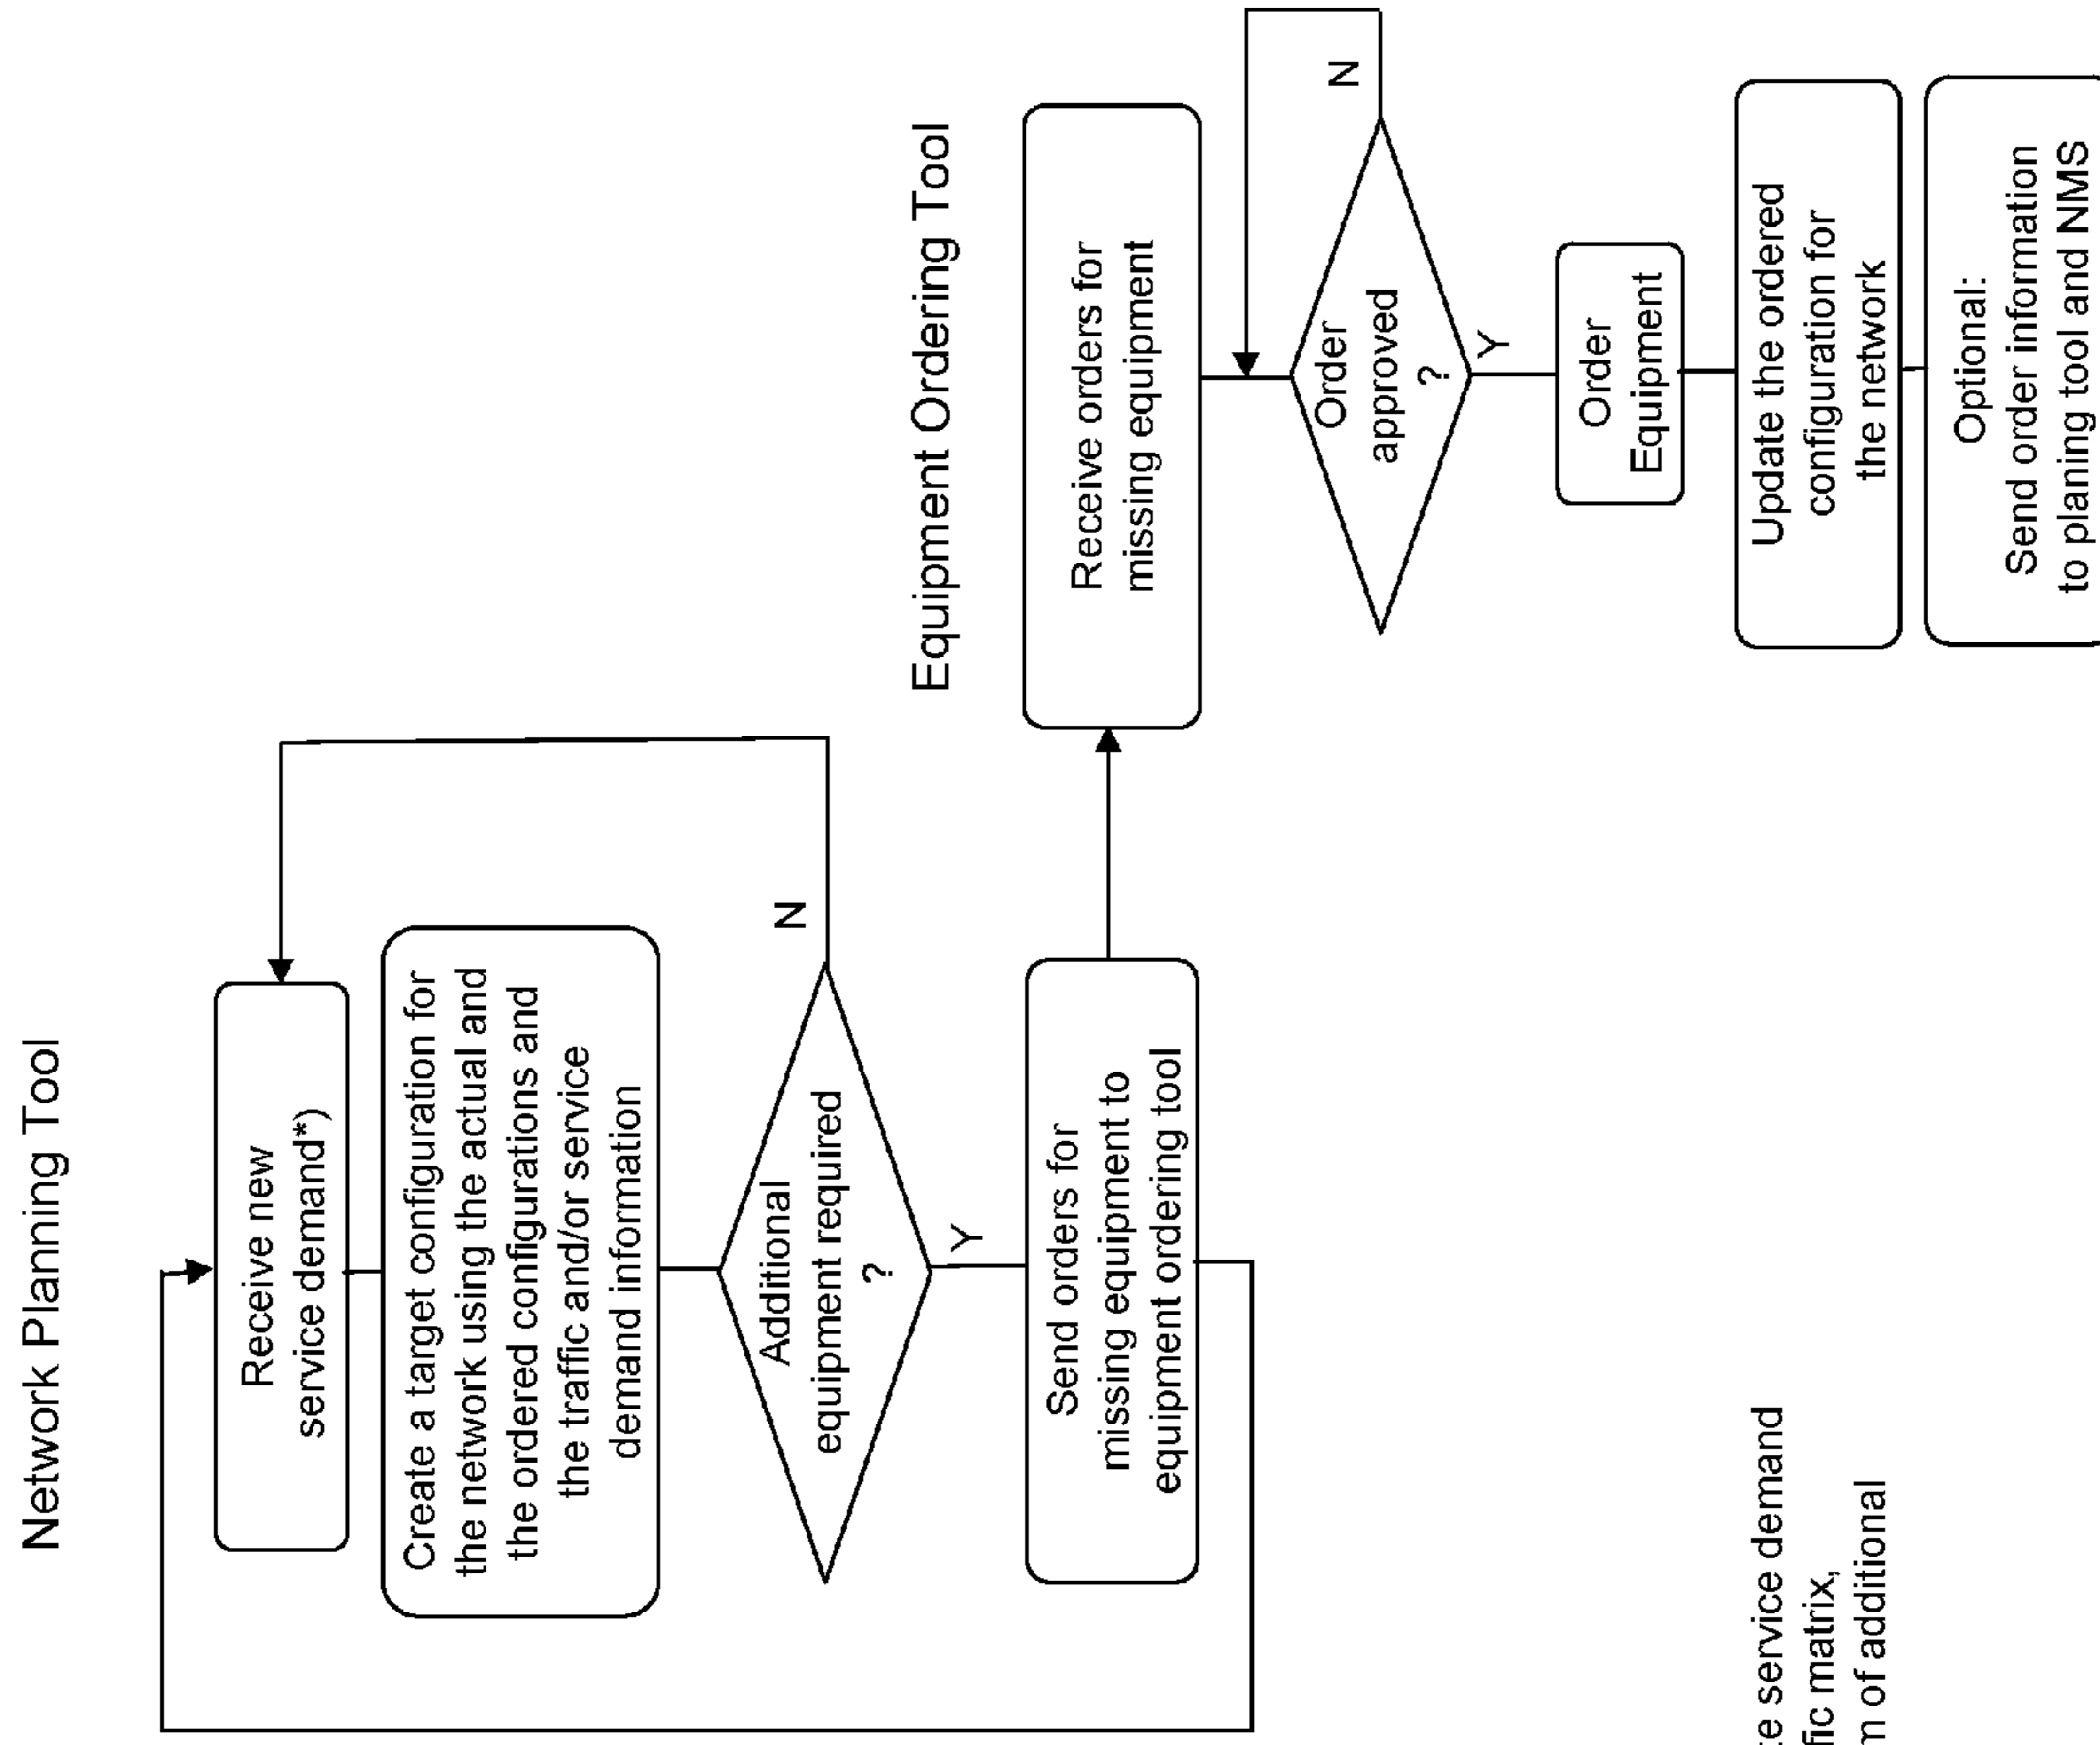 Network Planning Tool
Receive new
service demand*)
Create a target configuration for
the network using the actual and
the ordered configurations and
the traffic and/or service
demand information
Additional
equipment required
?
N
Y
Send orders for
missing equipment to
equipment ordering tool
Equipment Ordering Tool
Receive orders for
missing equipment
Order
approved
?
N
Y
Order
Equipment
Update the ordered
configuration for
the network
Optional:
Send order information
to planing tool and NMS
service demand
matrix,
of additional